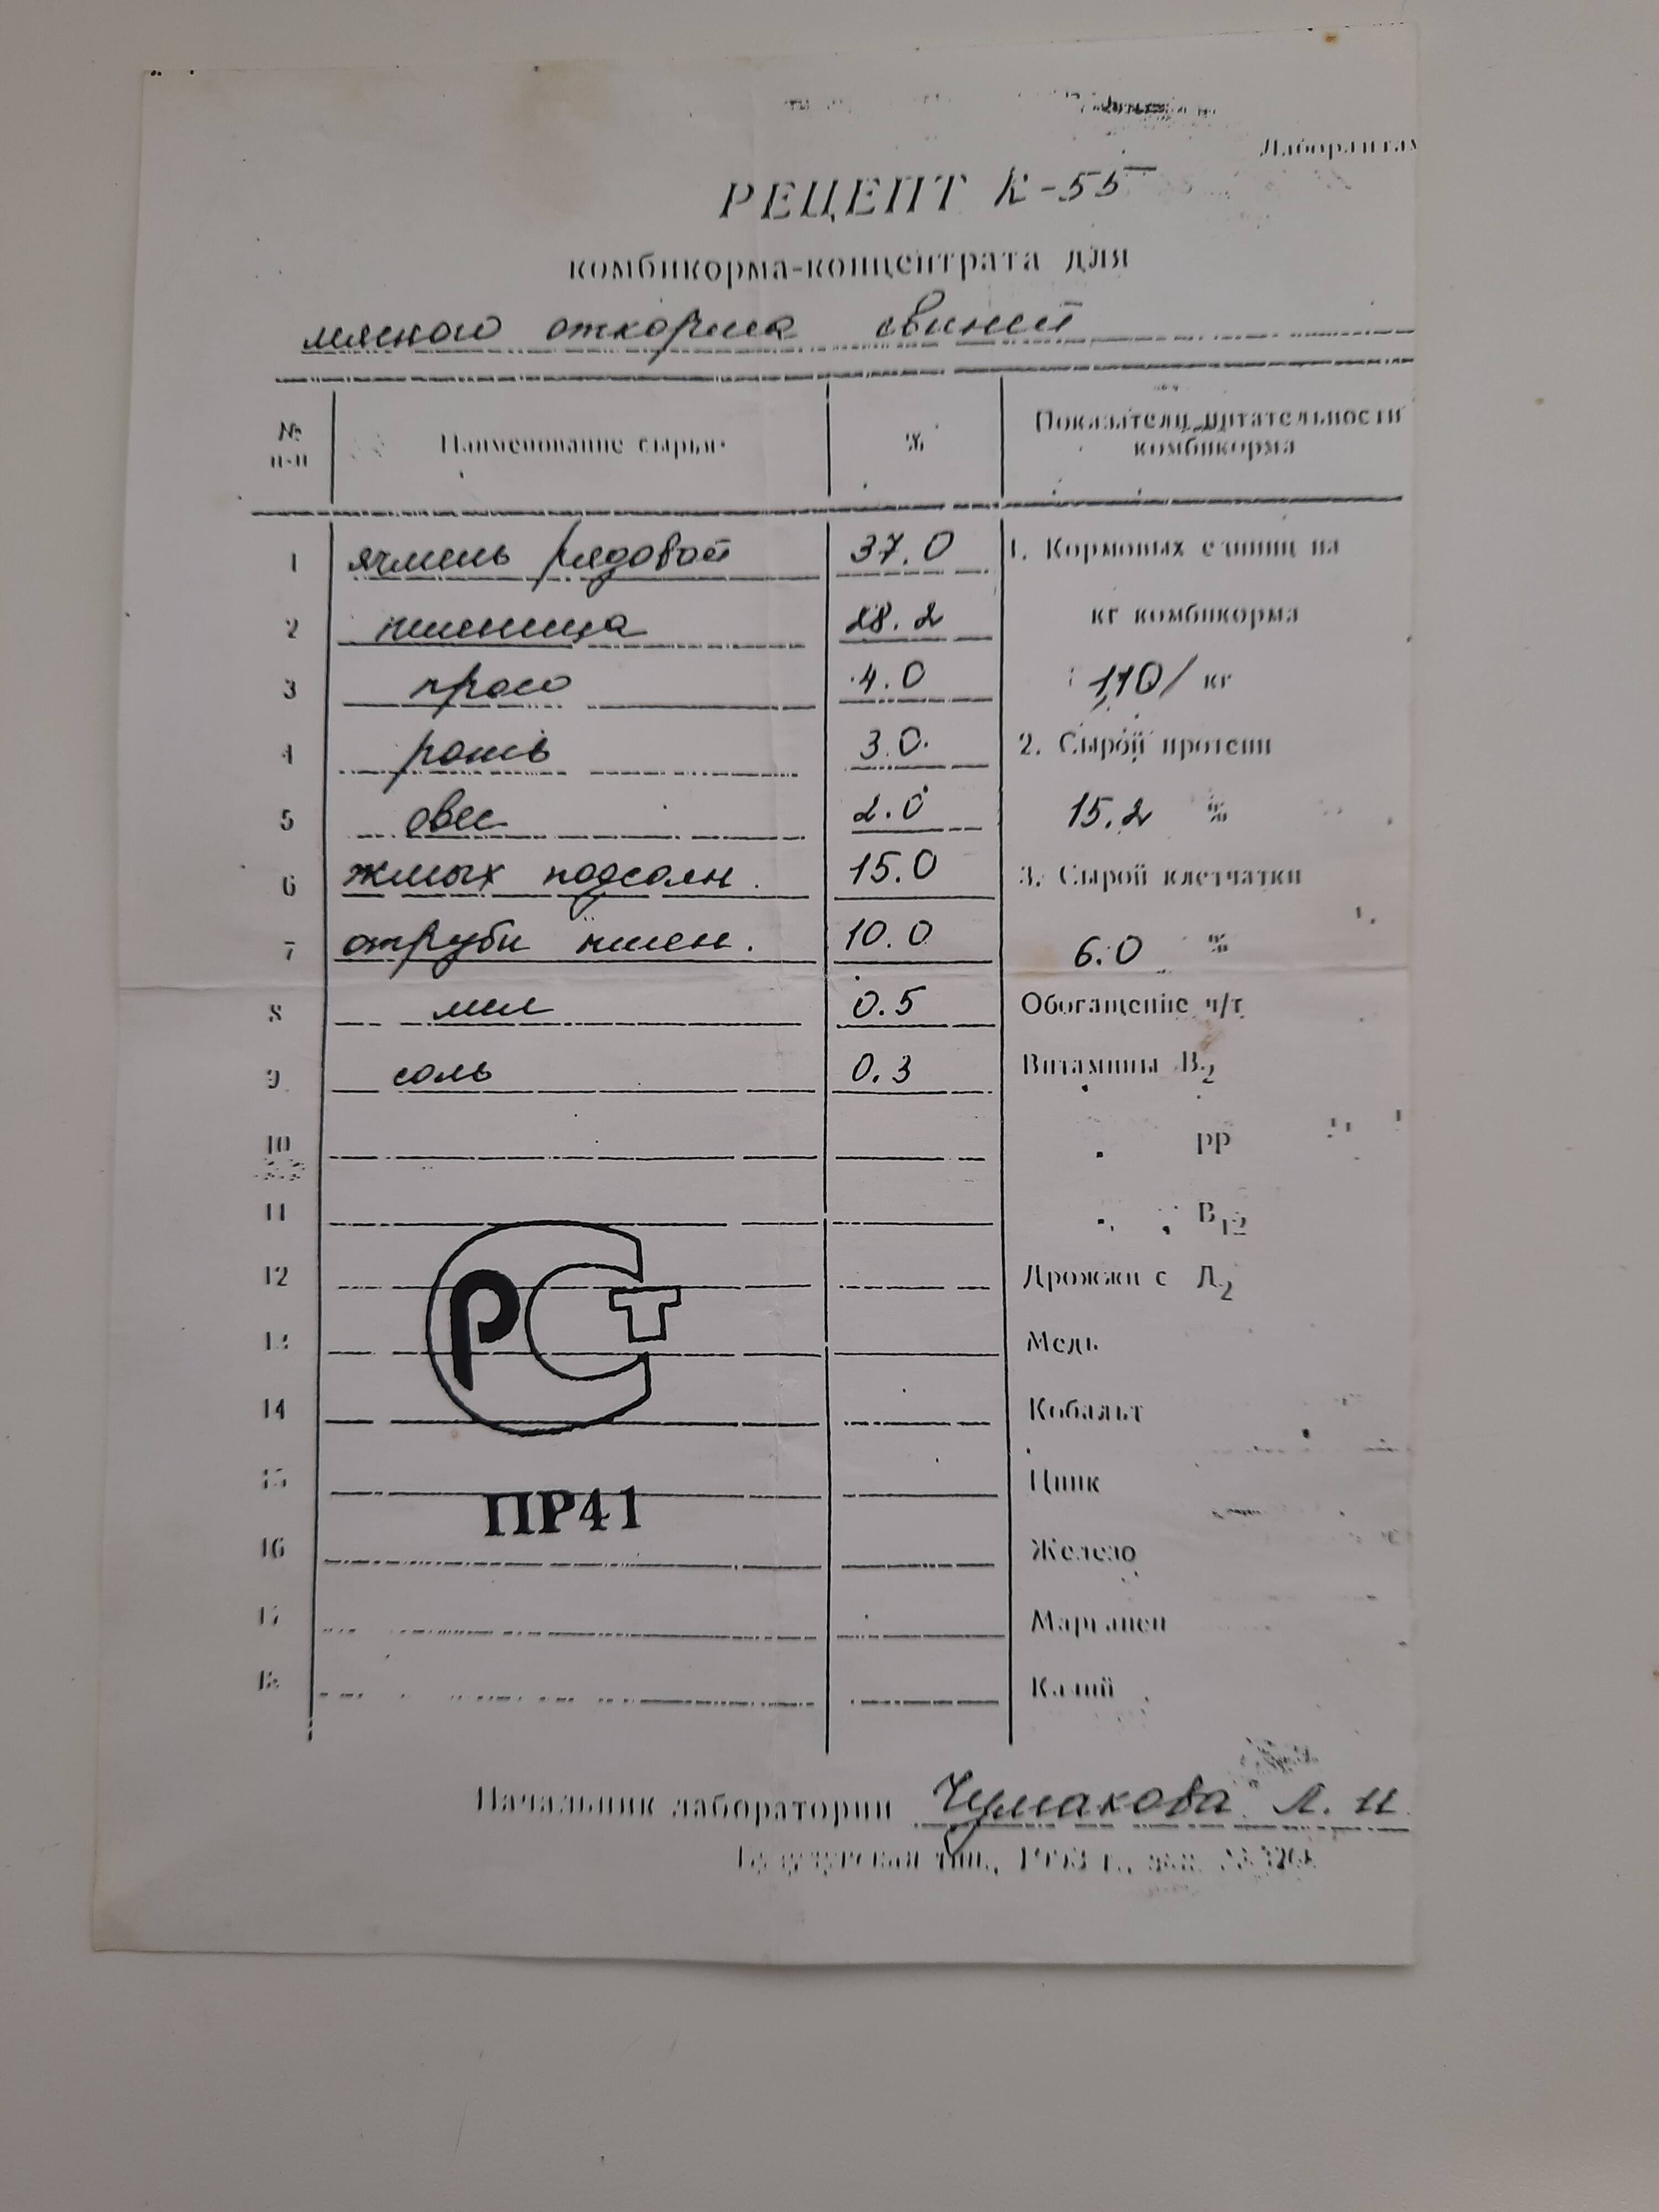 Лаборантам
РЕЦЕПТ К-55
комбикорма-концентрата для
мясного откорма свиней
№ п-п Наименование сырья % Показатели питательности комбикорма
1 ячмень рядовой 37.0 1. Кормовых единиц на
2 пшеница 28.2 кг комбикорма
3 просо 4.0 1,10/ кг
4 рожь 3.0. 2. Сырой протеин
5 овес 2.0 15.2 %
6 жмых подсолн. 15.0 3. Сырой клетчатки
7 отруби пшен. 10.0 6.0 %
8 мел 0.5 Обогащение ч/т
9 соль 0.3 Витамины В2
10 РР
11 В12
12 Дрожжи с Д2
13 Медь
14 Кобальт
15 Цинк
16 Железо
17 Марганец
18 Калий
РСТ
ПР41
Начальник лаборатории Чумакова Л. И.
тип., г., зак.